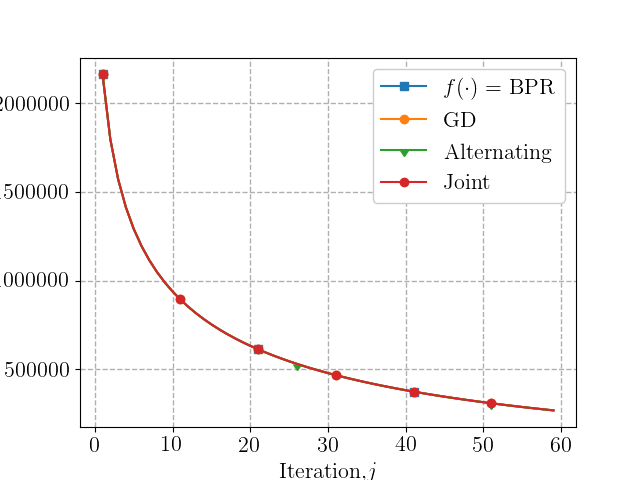 f(·) = BPR
GD
Alternating
Joint
2000000
1500000
1000000
500000
0 10 20 30 40 50 60
Iteration, j